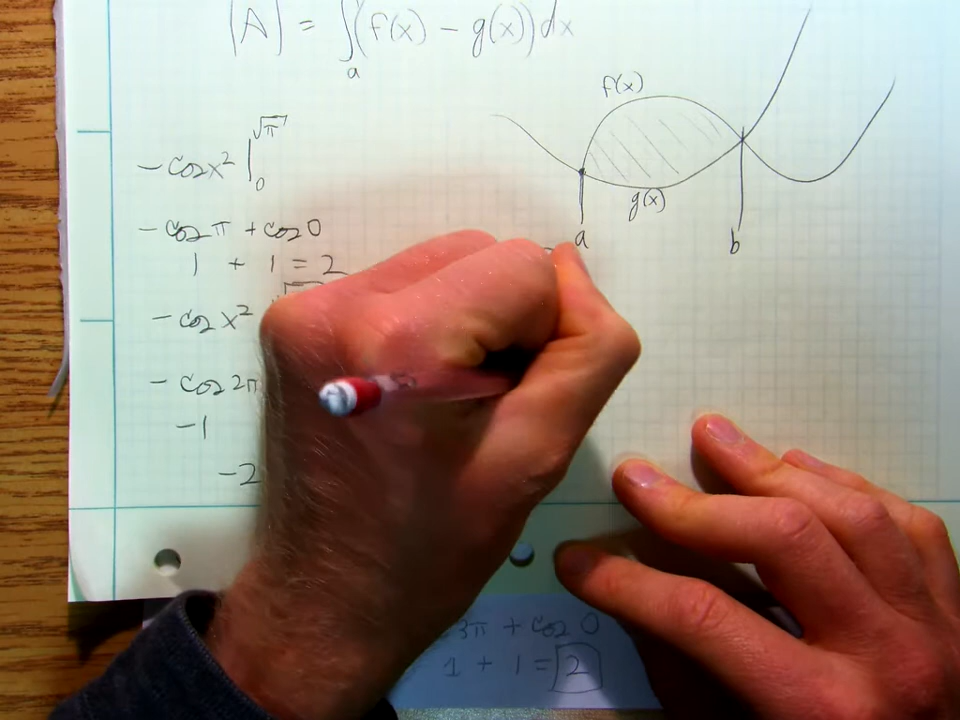 |A| = ∫ₐ (f(x) - g(x)) dx
f(x)
g(x)
a
b
- cos x² |₀^√π
- cos π + cos 0
1 + 1 = 2
- cos x²
- cos 2π
-1
-2
3π + cos 0
1 + 1 = 2